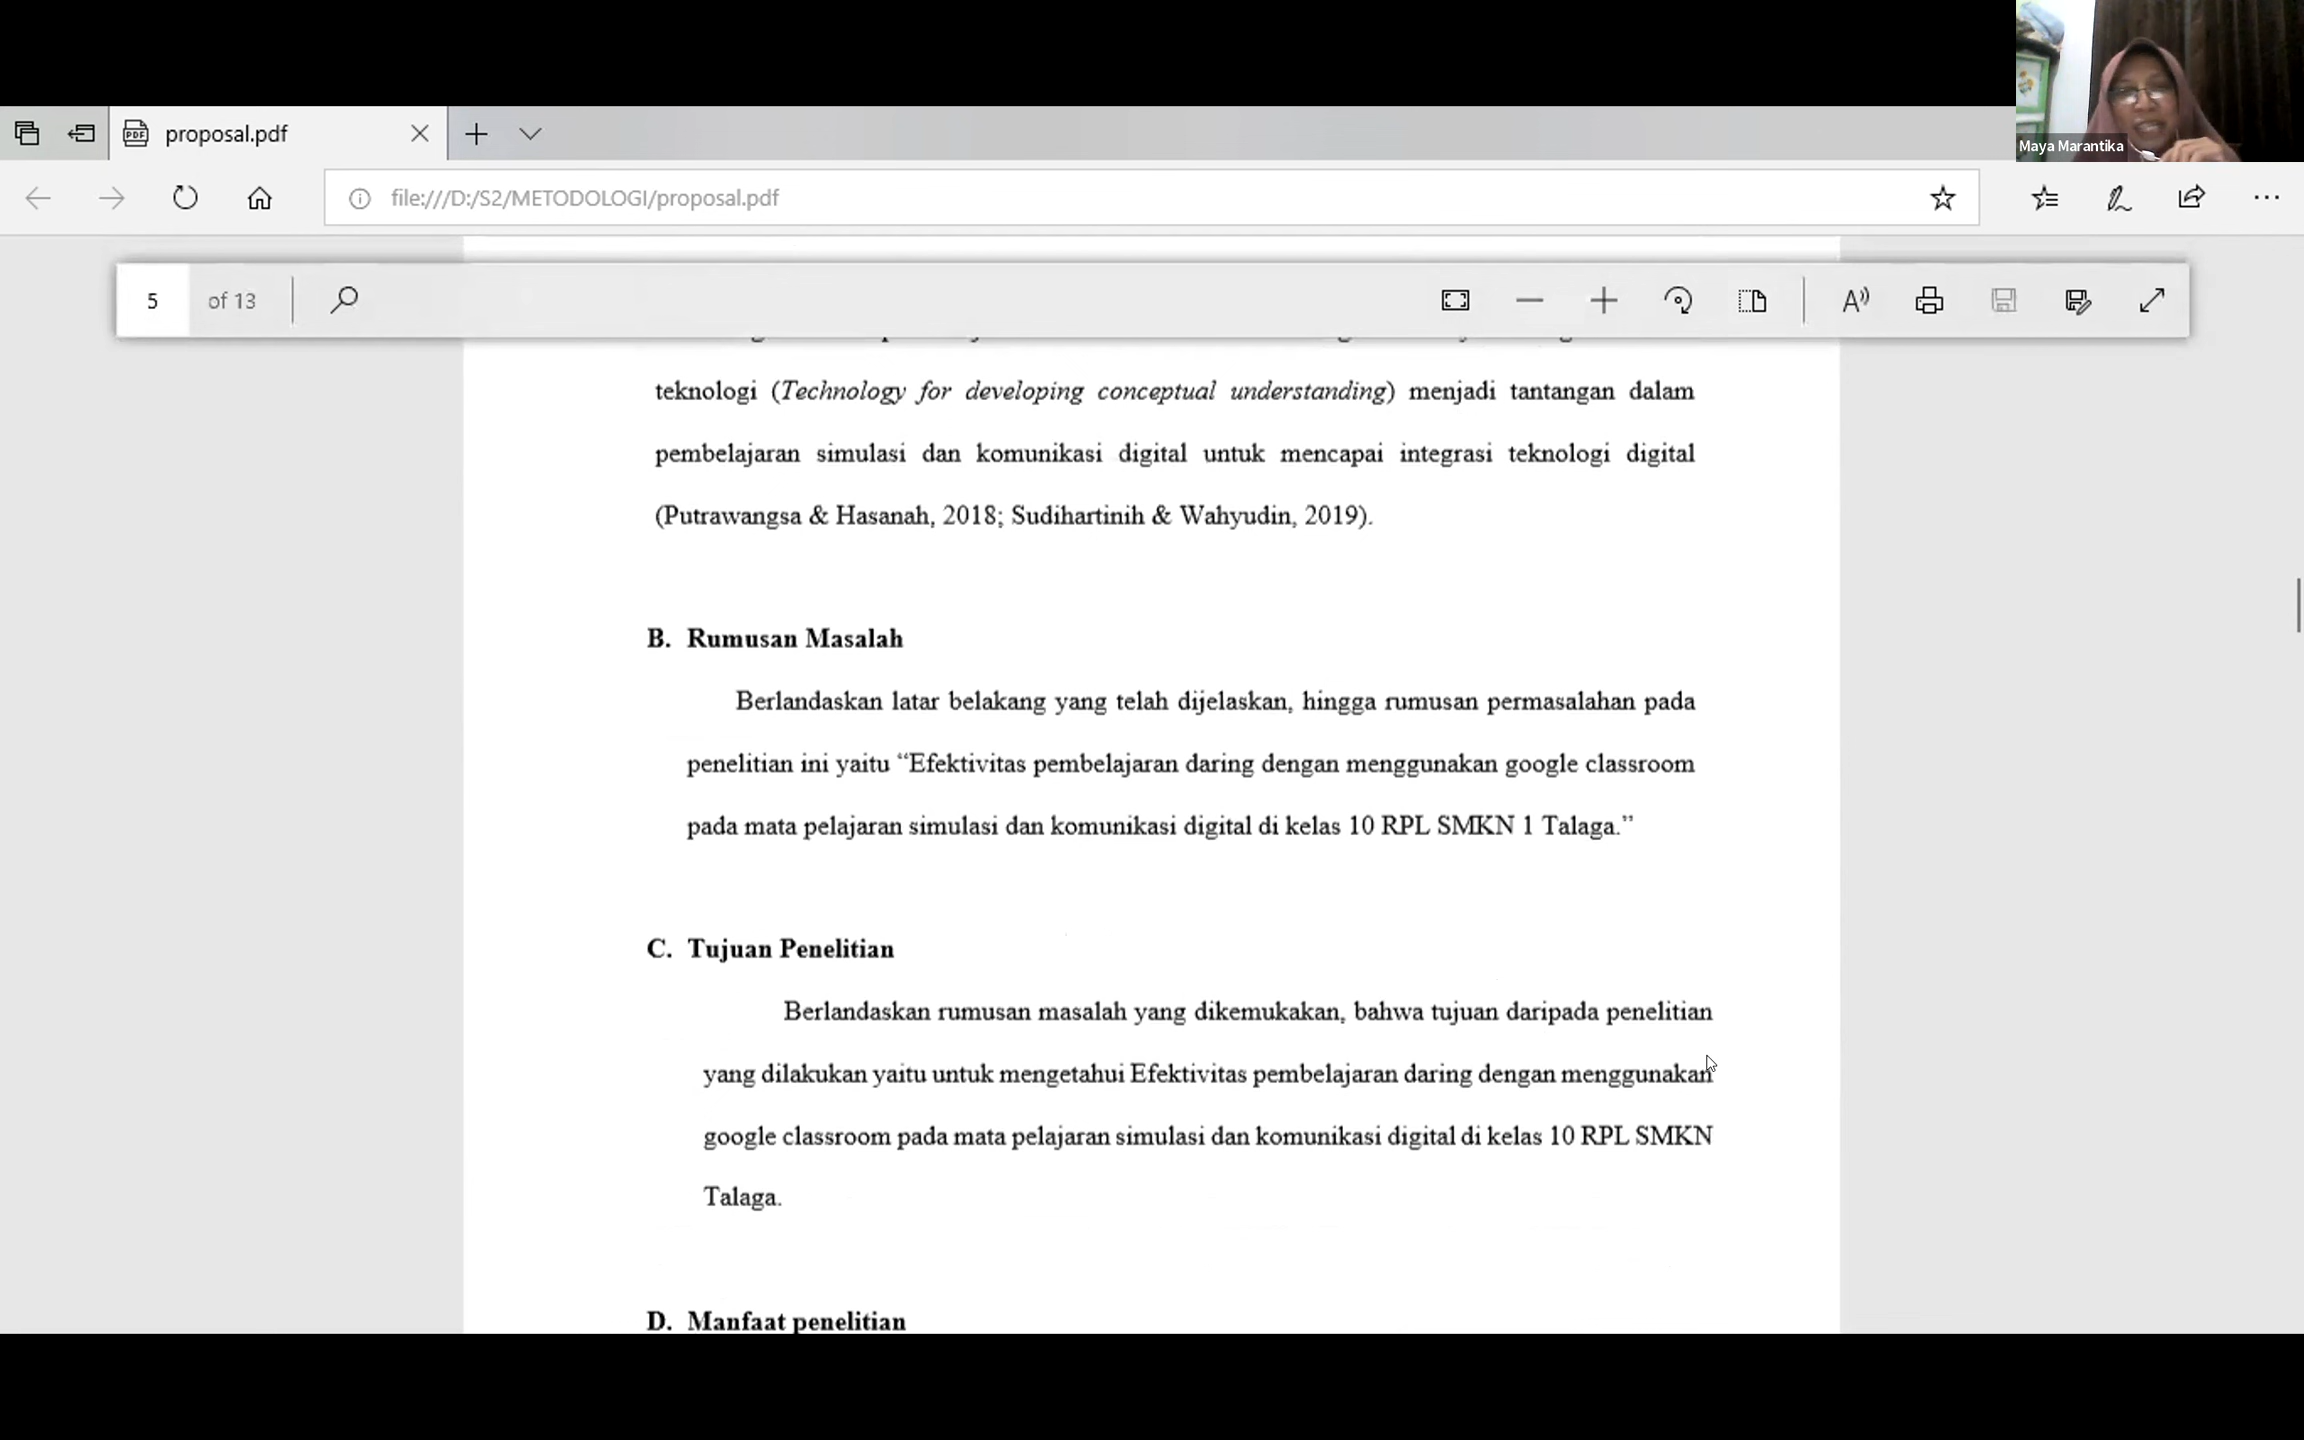 Maya Marantika
proposal.pdf
file:///D:/S2/METODOLOGI/proposal.pdf
5 of 13
teknologi (Technology for developing conceptual understanding) menjadi tantangan dalam
pembelajaran simulasi dan komunikasi digital untuk mencapai integrasi teknologi digital
(Putrawangsa & Hasanah, 2018; Sudihartinih & Wahyudin, 2019).
B. Rumusan Masalah
Berlandaskan latar belakang yang telah dijelaskan, hingga rumusan permasalahan pada
penelitian ini yaitu “Efektivitas pembelajaran daring dengan menggunakan google classroom
pada mata pelajaran simulasi dan komunikasi digital di kelas 10 RPL SMKN 1 Talaga.”
C. Tujuan Penelitian
Berlandaskan rumusan masalah yang dikemukakan, bahwa tujuan daripada penelitian
yang dilakukan yaitu untuk mengetahui Efektivitas pembelajaran daring dengan menggunakan
google classroom pada mata pelajaran simulasi dan komunikasi digital di kelas 10 RPL SMKN
Talaga.
D. Manfaat penelitian